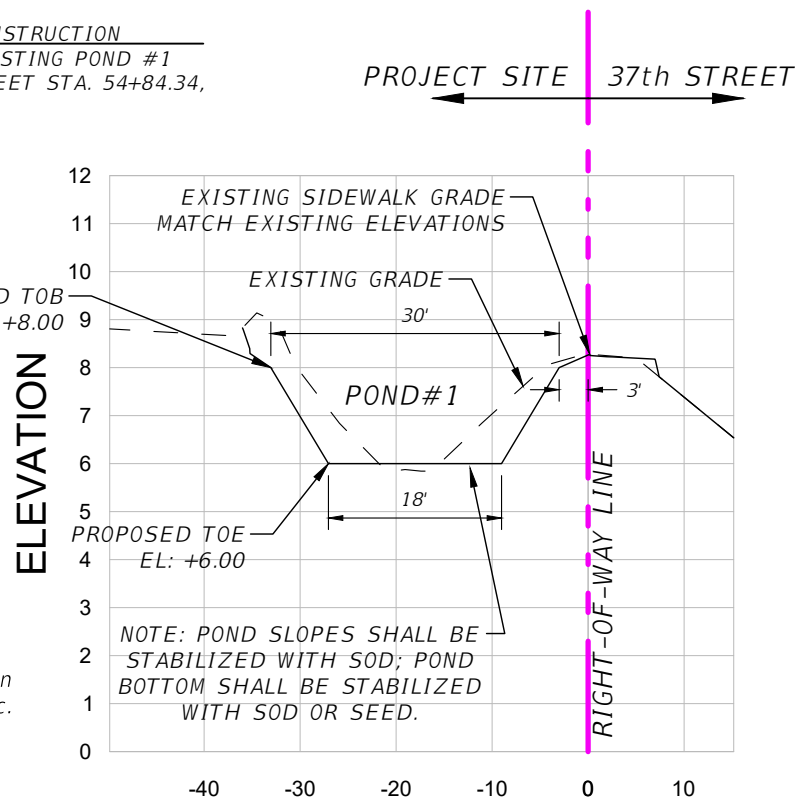 NSTRUCTION
STING POND #1
EET STA. 54+84.34,
PROJECT SITE
37th STREET
12
11
10
9
8
7
6
5
4
3
2
1
0
ELEVATION
EXISTING SIDEWALK GRADE
MATCH EXISTING ELEVATIONS
EXISTING GRADE
D TOB
+8.00
30'
POND#1
3'
18'
PROPOSED TOE
EL: +6.00
NOTE: POND SLOPES SHALL BE
STABILIZED WITH SOD; POND
BOTTOM SHALL BE STABILIZED
WITH SOD OR SEED.
RIGHT-OF-WAY LINE
n
c.
-40
-30
-20
-10
0
10